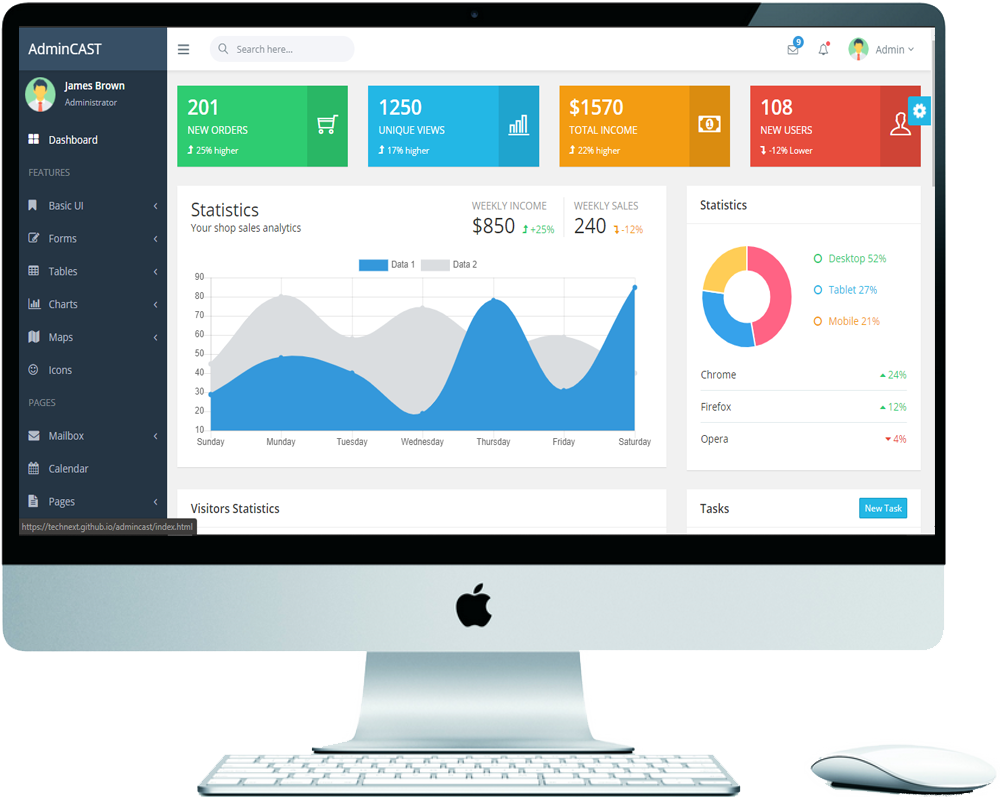 AdminCAST
Search here...
9
Admin
James Brown
Administrator
Dashboard
FEATURES
Basic UI
Forms
Tables
Charts
Maps
Icons
PAGES
Mailbox
Calendar
Pages
https://technext.github.io/admincast/index.html
201
NEW ORDERS
25% higher
1250
UNIQUE VIEWS
17% higher
$1570
TOTAL INCOME
22% higher
108
NEW USERS
-12% Lower
Statistics
Your shop sales analytics
WEEKLY INCOME
$850 +25%
WEEKLY SALES
240 -12%
Data 1 Data 2
90
80
70
60
50
40
30
20
10
Sunday Munday Tuesday Wednesday Thursday Friday Saturday
Statistics
Desktop 52%
Tablet 27%
Mobile 21%
Chrome 24%
Firefox 12%
Opera 4%
Visitors Statistics
Tasks
New Task